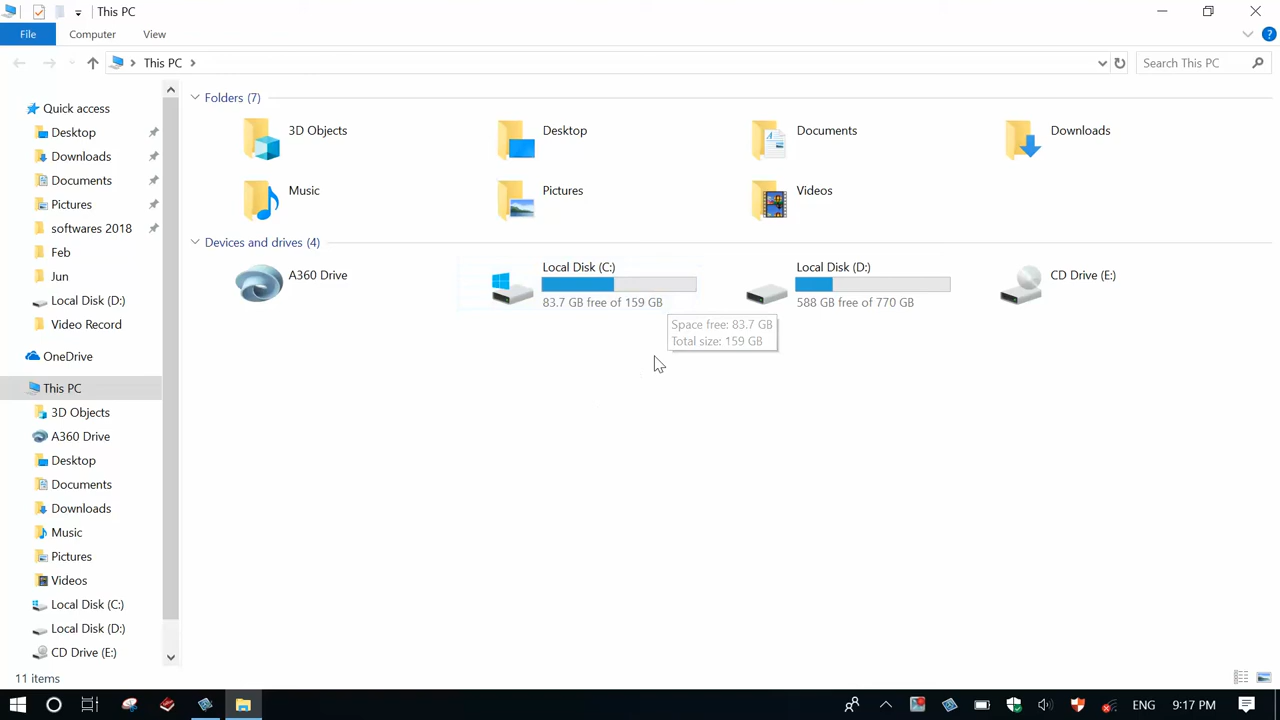 This PC
File
Computer
View
This PC
Search This PC
Quick access
Desktop
Downloads
Documents
Pictures
softwares 2018
Feb
Jun
Local Disk (D:)
Video Record
OneDrive
This PC
3D Objects
A360 Drive
Desktop
Documents
Downloads
Music
Pictures
Videos
Local Disk (C:)
Local Disk (D:)
CD Drive (E:)
Folders (7)
3D Objects
Desktop
Documents
Downloads
Music
Pictures
Videos
Devices and drives (4)
A360 Drive
Local Disk (C:)
83.7 GB free of 159 GB
Local Disk (D:)
588 GB free of 770 GB
CD Drive (E:)
Space free: 83.7 GB
Total size: 159 GB
11 items
ENG
9:17 PM